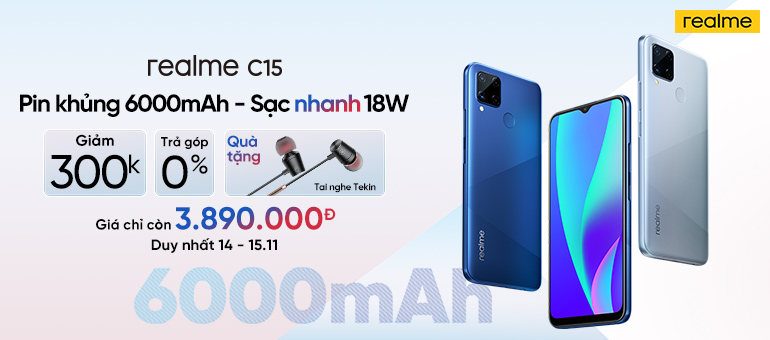 realme
realme C15
Pin khủng 6000mAh - Sạc nhanh 18W
Giảm
300k
Trả góp
0%
Quà
tặng
Tai nghe Tekin
Giá chỉ còn 3.890.000Đ
Duy nhất 14 - 15.11
6000mAh
realme
realme